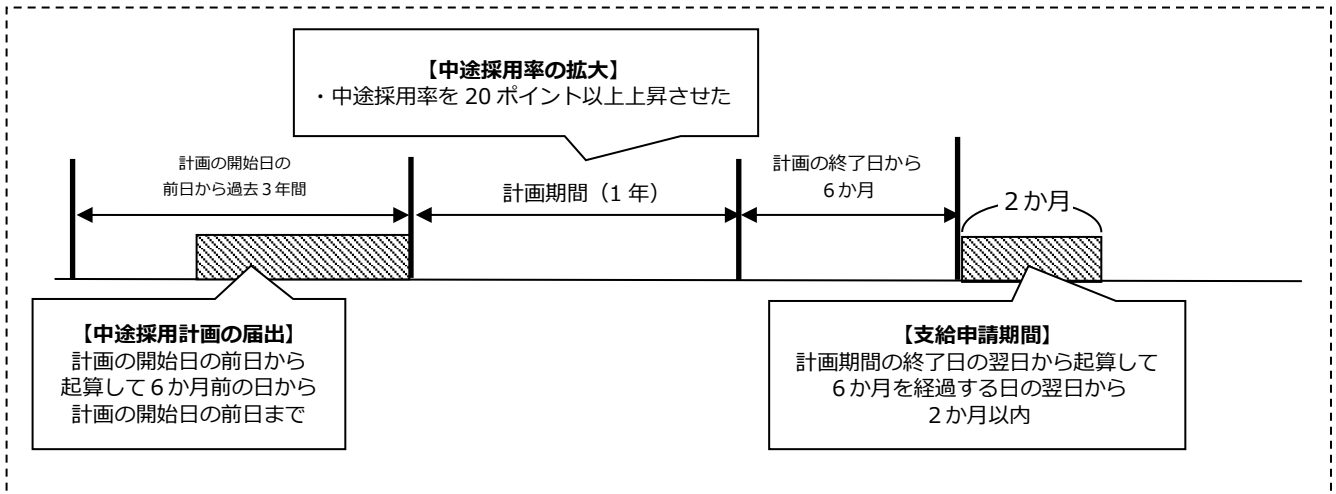 【中途採用率の拡大】
・中途採用率を 20 ポイント以上上昇させた
計画の開始日の
前日から過去３年間
計画期間（1 年）
計画の終了日から
６か月
２か月
【中途採用計画の届出】
計画の開始日の前日から
起算して６か月前の日から
計画の開始日の前日まで
【支給申請期間】
計画期間の終了日の翌日から起算して
６か月を経過する日の翌日から
２か月以内